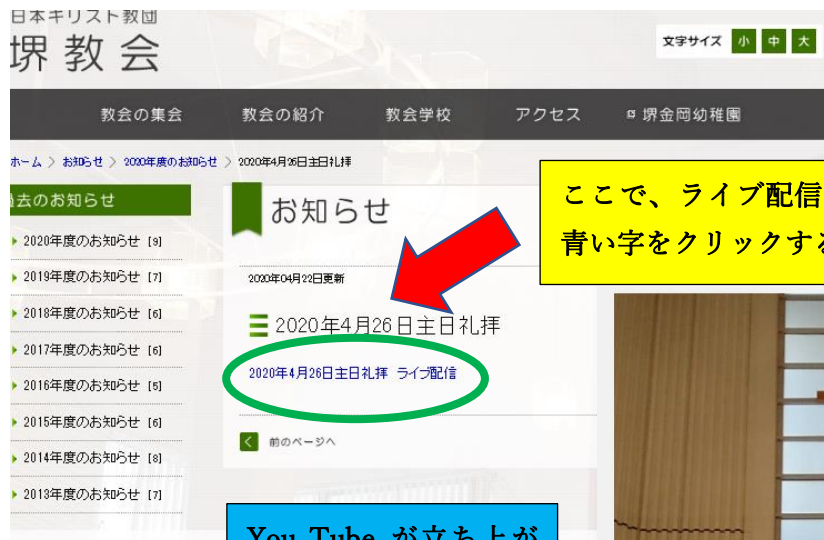 日本キリスト教団
堺 教 会
文字サイズ 小 中 大
教会の集会 教会の紹介 教会学校 アクセス 堺金岡幼稚園
ホーム > お知らせ > 2020年度のお知らせ > 2020年4月26日主日礼拝
去のお知らせ
2020年度のお知らせ [9]
2019年度のお知らせ [7]
2018年度のお知らせ [6]
2017年度のお知らせ [6]
2016年度のお知らせ [5]
2015年度のお知らせ [6]
2014年度のお知らせ [8]
2013年度のお知らせ [7]
お知らせ
2020年04月22日更新
2020年4月26日主日礼拝
2020年4月26日主日礼拝 ライブ配信
前のページへ
ここで、ライブ配信
青い字をクリックする
You Tube が立ち上が